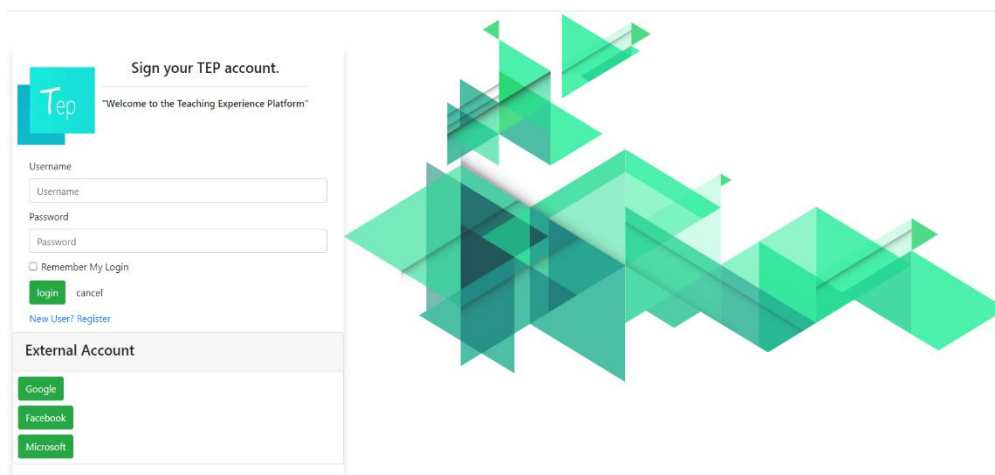 Sign your TEP account.
Tep
"Welcome to the Teaching Experience Platform"
Username
Username
Password
Password
Remember My Login
login cancel
New User? Register
External Account
Google
Facebook
Microsoft